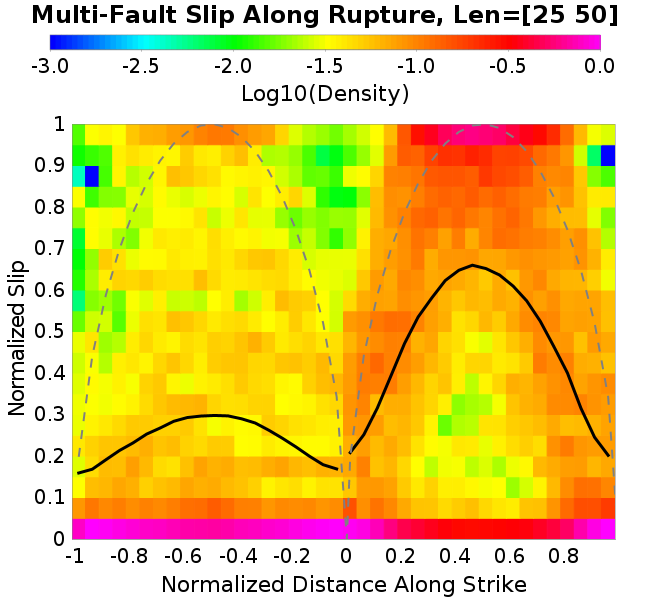 Multi-Fault Slip Along Rupture, Len=[25 50]
-3.0 -2.5 -2.0 -1.5 -1.0 -0.5 0.0
Log10(Density)
1
0.9
0.8
0.7
0.6
0.5
0.4
0.3
0.2
0.1
0
Normalized Slip
-1 -0.8 -0.6 -0.4 -0.2 0 0.2 0.4 0.6 0.8
Normalized Distance Along Strike